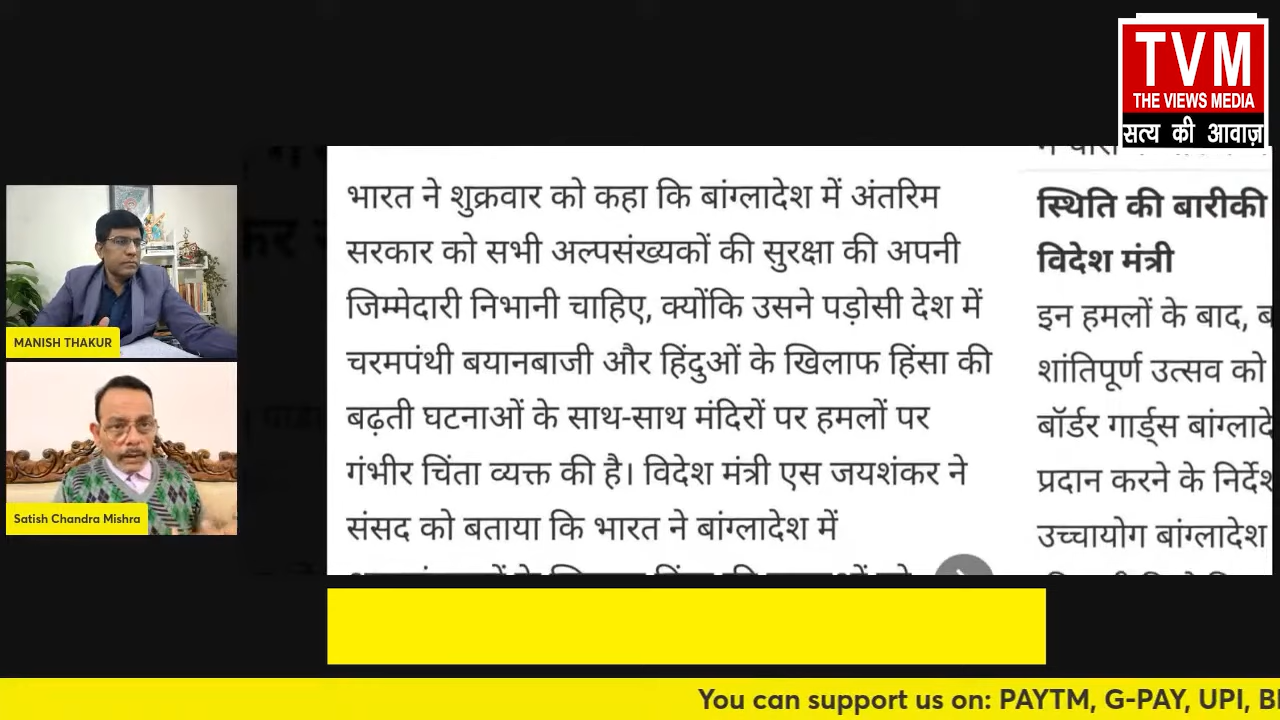 TVM
THE VIEWS MEDIA
सत्य की आवाज़
MANISH THAKUR
Satish Chandra Mishra
भारत ने शुक्रवार को कहा कि बांग्लादेश में अंतरिम
सरकार को सभी अल्पसंख्यकों की सुरक्षा की अपनी
जिम्मेदारी निभानी चाहिए, क्योंकि उसने पड़ोसी देश में
चरमपंथी बयानबाजी और हिंदुओं के खिलाफ हिंसा की
बढ़ती घटनाओं के साथ-साथ मंदिरों पर हमलों पर
गंभीर चिंता व्यक्त की है। विदेश मंत्री एस जयशंकर ने
संसद को बताया कि भारत ने बांग्लादेश में
स्थिति की बारीकी
विदेश मंत्री
इन हमलों के बाद,
शांतिपूर्ण उत्सव को
बॉर्डर गार्ड्स
प्रदान करने के
उच्चायोग बांग्लादेश
You can support us on: PAYTM, G-PAY, UPI,